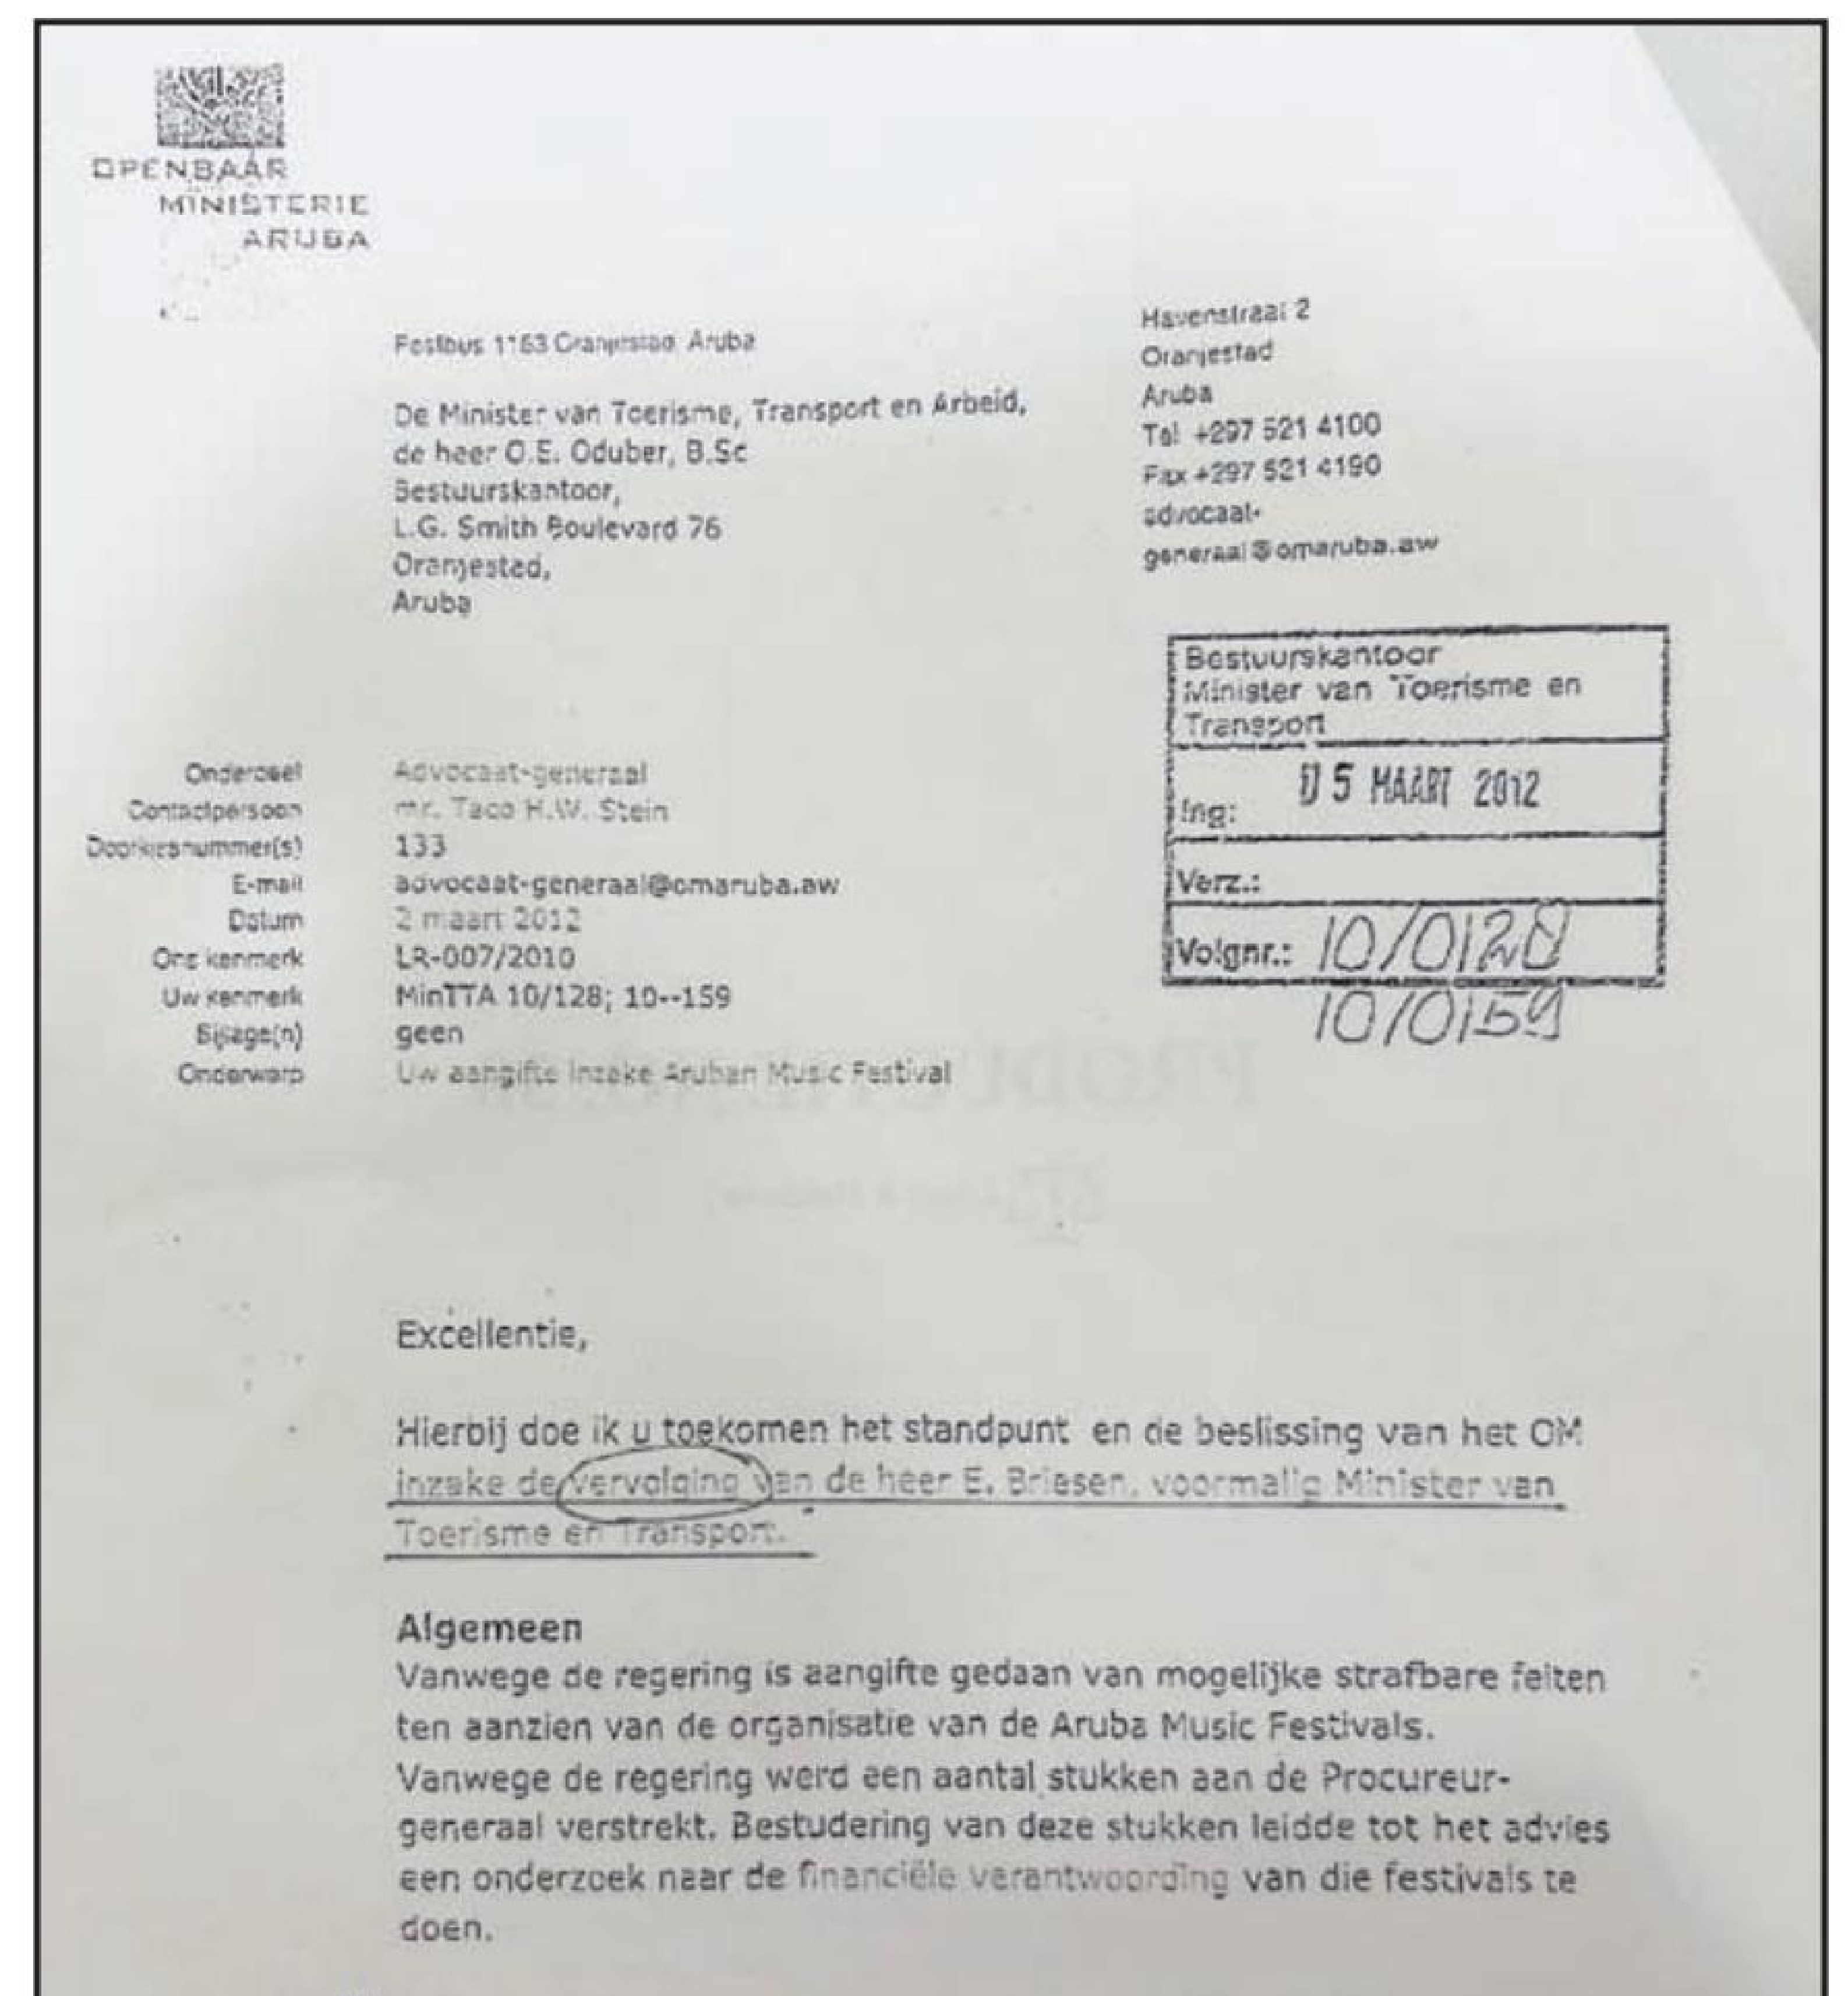 OPENBAAR
MINISTERIE
ARUBA
Postbus 1163 Oranjestad Aruba
De Minister van Toerisme, Transport en Arbeid,
de heer O.E. Oduber, B.Sc
Bestuurskantoor,
L.G. Smith Boulevard 76
Oranjestad,
Aruba
Havenstraat 2
Oranjestad
Aruba
Tel +297 521 4100
Fax +297 521 4190
advocaat-
generaal@omaruba.aw
Bestuurskantoor
Minister van Toerisme en
Transport
Ing: 05 MAART 2012
Verz.:
Volgnr.: 10/0128
10/0159
Onderdeel Advocaat-generaal
Contactpersoon mr. Taco H.W. Stein
Doorkiesnummer(s) 133
E-mail advocaat-generaal@omaruba.aw
Datum 2 maart 2012
Ons kenmerk LR-007/2010
Uw kenmerk MinTTA 10/128; 10--159
Bijlage(n) geen
Onderwerp Uw aangifte inzake Aruban Music Festival
Excellentie,
Hierbij doe ik u toekomen het standpunt en de beslissing van het OM
inzake de vervolging van de heer E. Briesen, voormalig Minister van
Toerisme en Transport.
Algemeen
Vanwege de regering is aangifte gedaan van mogelijke strafbare feiten
ten aanzien van de organisatie van de Aruba Music Festivals.
Vanwege de regering werd een aantal stukken aan de Procureur-
generaal verstrekt. Bestudering van deze stukken leidde tot het advies
een onderzoek naar de financiële verantwoording van die festivals te
doen.